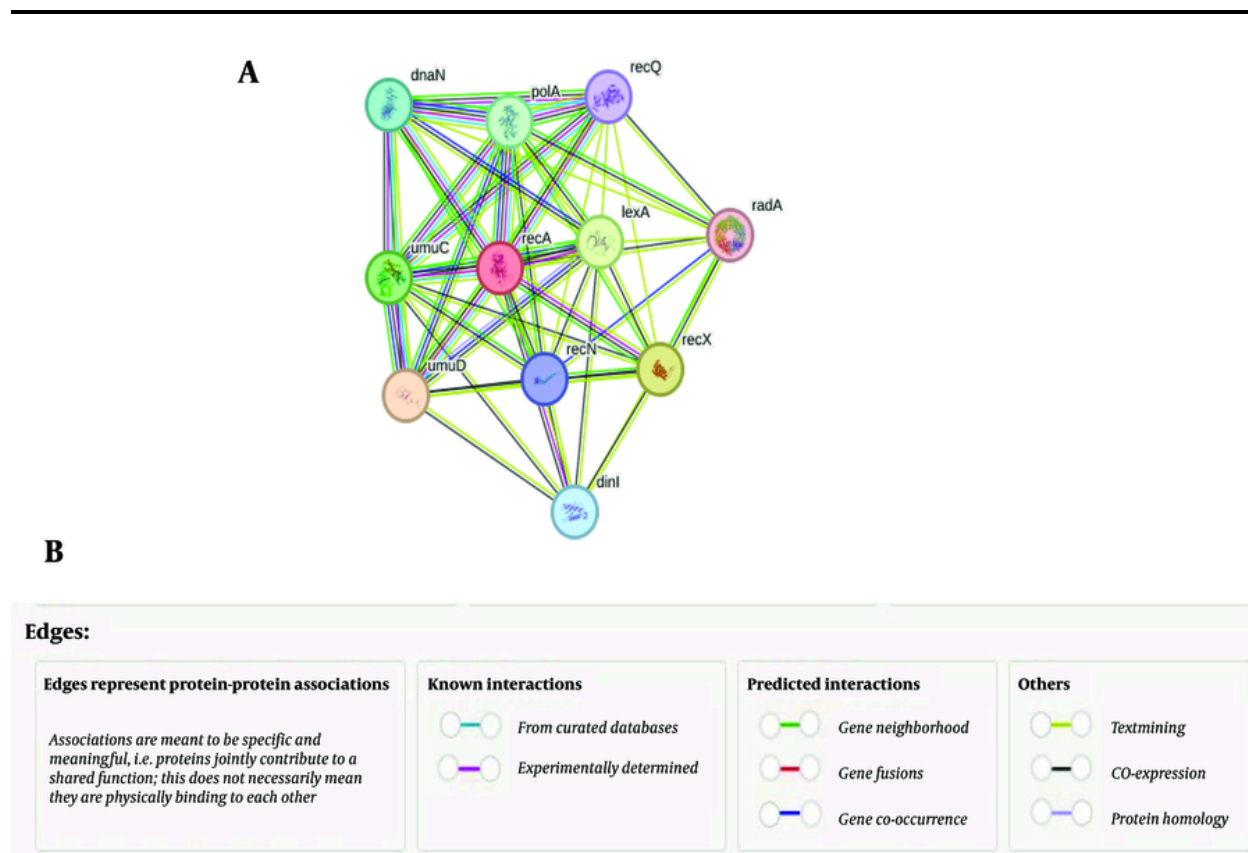 A
dnaN
recQ
polA
lexA
radA
umuC
recA
recN
recX
umuD
dinI
B
Edges:
Edges represent protein-protein associations
Associations are meant to be specific and
meaningful, i.e. proteins jointly contribute to a
shared function; this does not necessarily mean
they are physically binding to each other
Known interactions
From curated databases
Experimentally determined
Predicted interactions
Gene neighborhood
Gene fusions
Gene co-occurrence
Others
Textmining
CO-expression
Protein homology